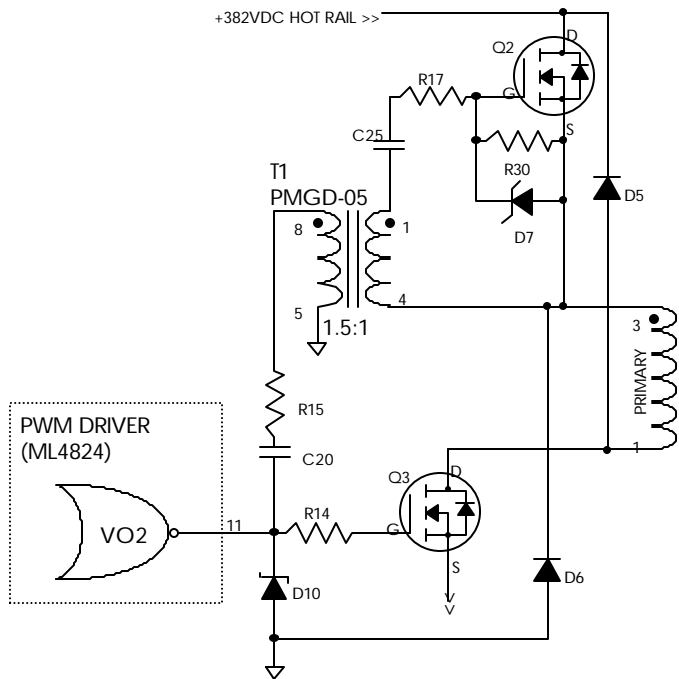 +382VDC HOT RAIL >>
D
Q2
R17
G
C25
S
T1
R30
PMGD-05
D5
8
1
D7
5
4
1.5:1
3
PRIMARY
R15
1
PWM DRIVER
(ML4824)
C20
Q3
D
R14
11
VO2
G
S
D10
D6